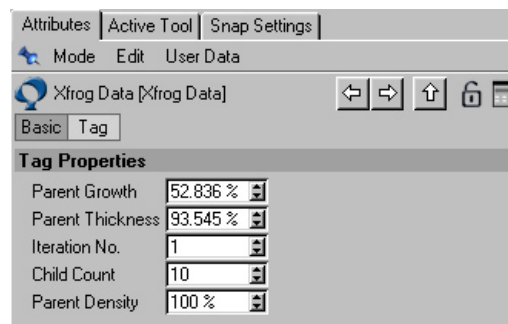 Attributes Active Tool Snap Settings
Mode Edit User Data
Xfrog Data [Xfrog Data]
Basic Tag
Tag Properties
Parent Growth 52.836 %
Parent Thickness 93.545 %
Iteration No. 1
Child Count 10
Parent Density 100 %